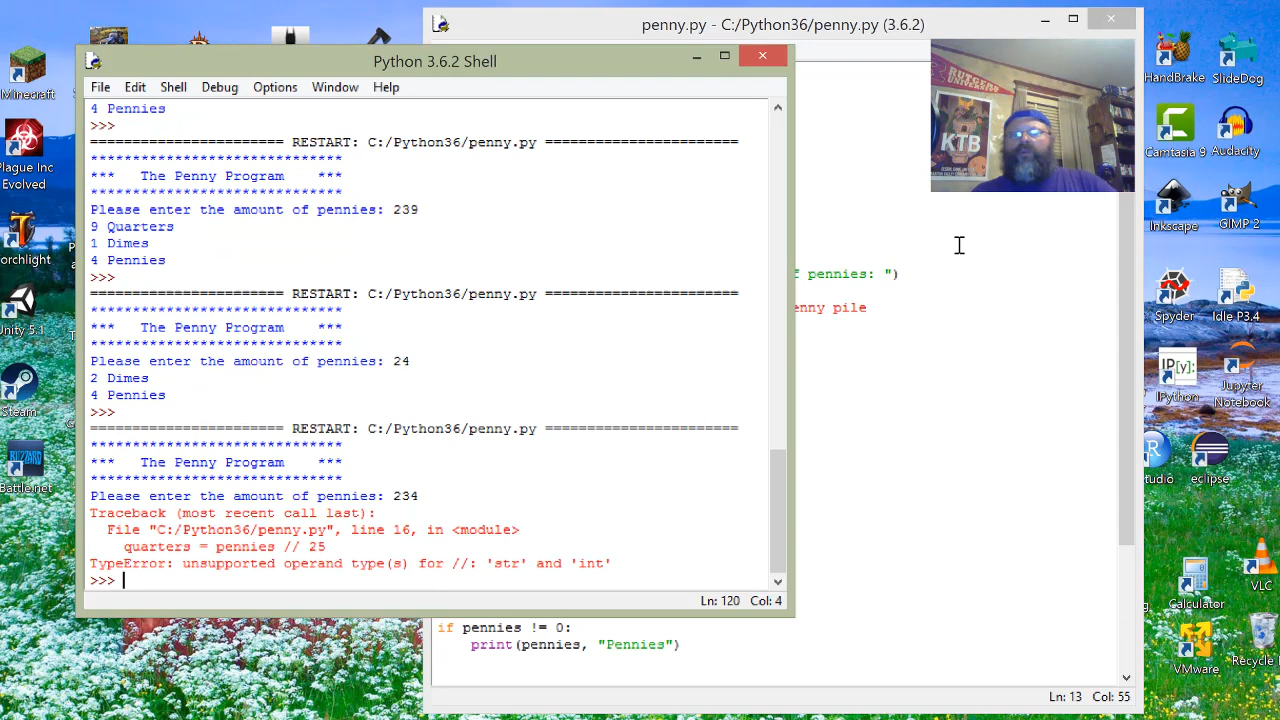 penny.py - C:/Python36/penny.py (3.6.2)
Python 3.6.2 Shell
File Edit Shell Debug Options Window Help
4 Pennies
>>>
======================= RESTART: C:/Python36/penny.py =======================
******************************
*** The Penny Program ***
******************************
Please enter the amount of pennies: 239
9 Quarters
1 Dimes
4 Pennies
>>>
======================= RESTART: C:/Python36/penny.py =======================
******************************
*** The Penny Program ***
******************************
Please enter the amount of pennies: 24
2 Dimes
4 Pennies
>>>
======================= RESTART: C:/Python36/penny.py =======================
******************************
*** The Penny Program ***
******************************
Please enter the amount of pennies: 234
Traceback (most recent call last):
File "C:/Python36/penny.py", line 16, in <module>
quarters = pennies // 25
TypeError: unsupported operand type(s) for //: 'str' and 'int'
>>>
Ln: 120 Col: 4
f pennies: ")
enny pile
if pennies != 0:
print(pennies, "Pennies")
Ln: 13 Col: 55
RUTGERS
UNIVERSITY
KTB
Minecraft
Plague Inc
Evolved
orchlight
Unity 5.1
Steam
BLIZZARD
Battle.net
HandBrake
SlideDog
Camtasia 9
Audacity
Inkscape
GIMP 2
Spyder
Idle P3.4
IP[y]:
IPython
Jupyter
Notebook
R
studio
eclipse
Calculator
VLC
VMware
Recycle